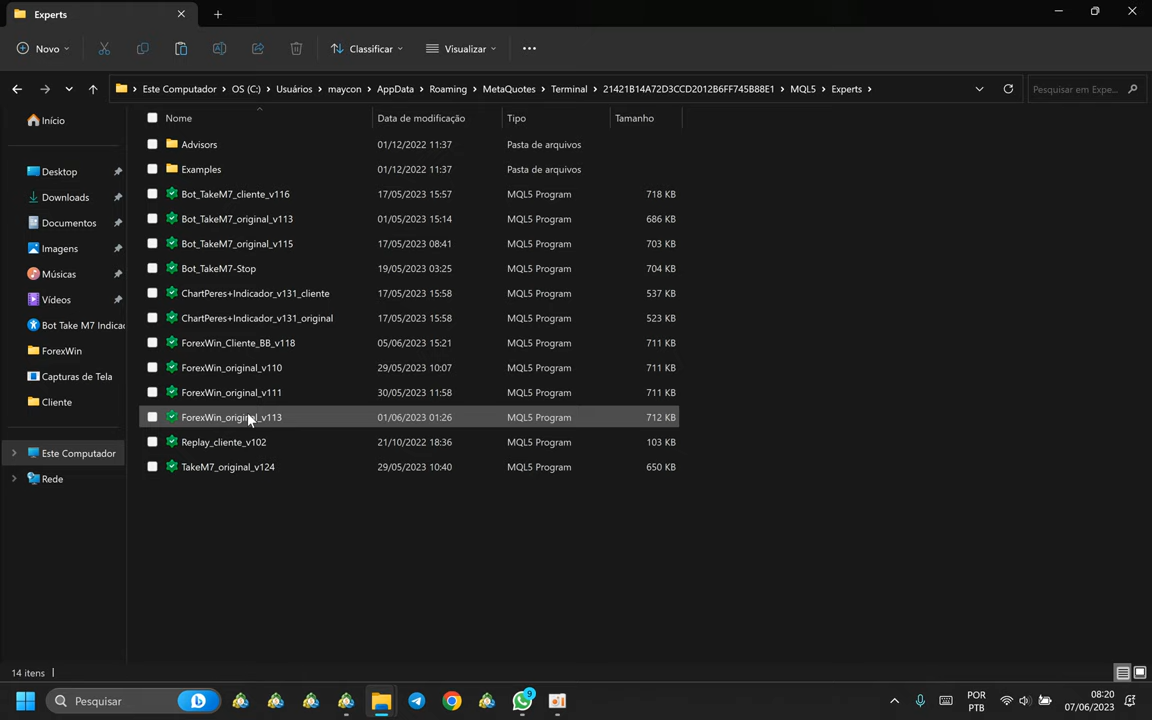 Experts
Novo
Classificar
Visualizar
Este Computador
OS (C:)
Usuários
maycon
AppData
Roaming
MetaQuotes
Terminal
21421B14A72D3CCD2012B6FF745B88E1
MQL5
Experts
Pesquisar em Expe...
Início
Desktop
Downloads
Documentos
Imagens
Músicas
Vídeos
Bot Take M7 Indica
ForexWin
Capturas de Tela
Cliente
Este Computador
Rede
Nome Data de modificação Tipo Tamanho
Advisors 01/12/2022 11:37 Pasta de arquivos
Examples 01/12/2022 11:37 Pasta de arquivos
Bot_TakeM7_cliente_v116 17/05/2023 15:57 MQL5 Program 718 KB
Bot_TakeM7_original_v113 01/05/2023 15:14 MQL5 Program 686 KB
Bot_TakeM7_original_v115 17/05/2023 08:41 MQL5 Program 703 KB
Bot_TakeM7-Stop 19/05/2023 03:25 MQL5 Program 704 KB
ChartPeres+Indicador_v131_cliente 17/05/2023 15:58 MQL5 Program 537 KB
ChartPeres+Indicador_v131_original 17/05/2023 15:58 MQL5 Program 523 KB
ForexWin_Cliente_BB_v118 05/06/2023 15:21 MQL5 Program 711 KB
ForexWin_original_v110 29/05/2023 10:07 MQL5 Program 711 KB
ForexWin_original_v111 30/05/2023 11:58 MQL5 Program 711 KB
ForexWin_original_v113 01/06/2023 01:26 MQL5 Program 712 KB
Replay_cliente_v102 21/10/2022 18:36 MQL5 Program 103 KB
TakeM7_original_v124 29/05/2023 10:40 MQL5 Program 650 KB
14 itens
Pesquisar
9
POR
PTB
08:20
07/06/2023